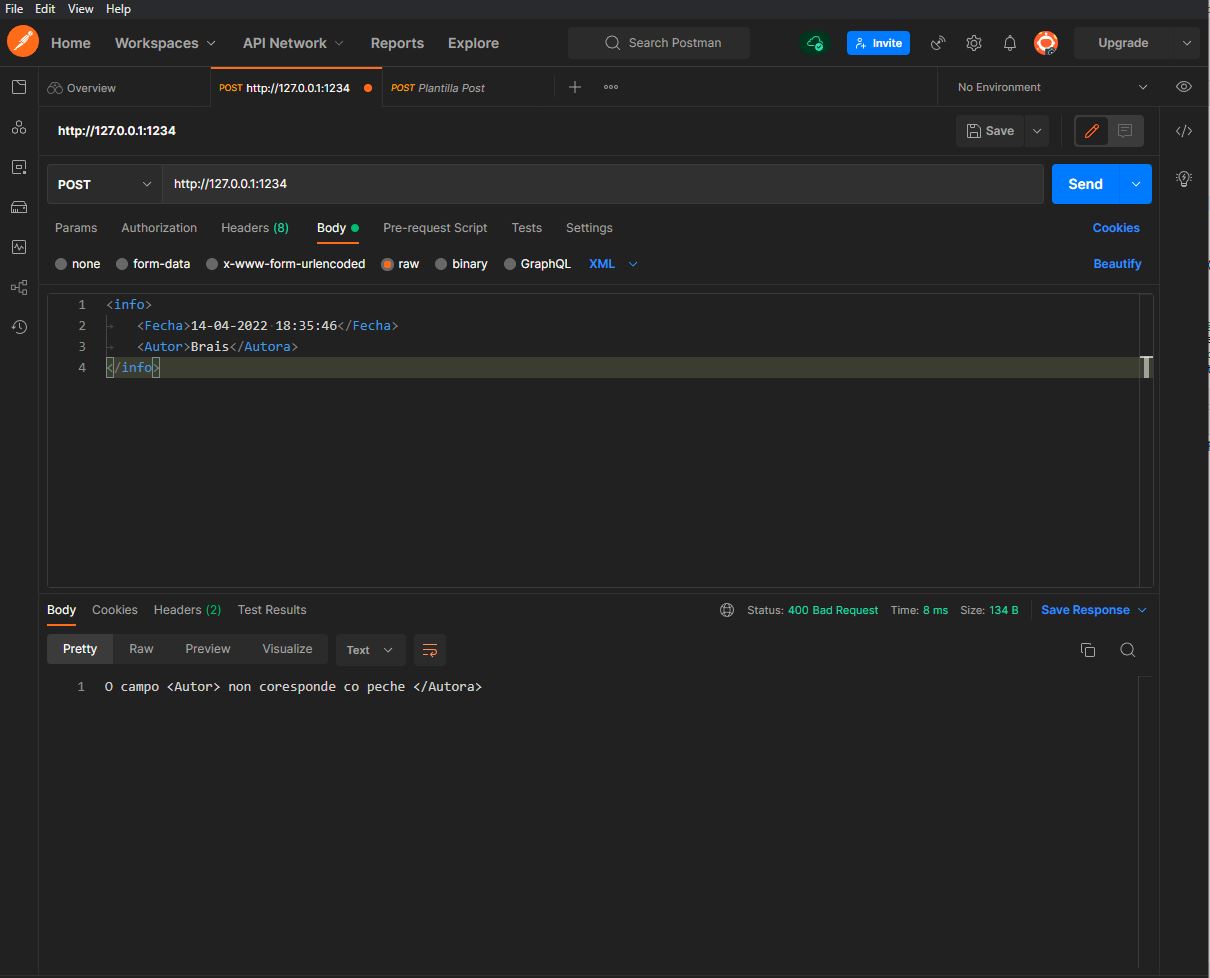 File Edit View Help
Home Workspaces API Network Reports Explore Search Postman Invite Upgrade
Overview POST http://127.0.0.1:1234 POST Plantilla Post No Environment
http://127.0.0.1:1234 Save
POST http://127.0.0.1:1234 Send
Params Authorization Headers (8) Body Pre-request Script Tests Settings Cookies
none form-data x-www-form-urlencoded raw binary GraphQL XML Beautify
1 <info>
2 <Fecha>14-04-2022 18:35:46</Fecha>
3 <Autor>Brais</Autora>
4 </info>
Body Cookies Headers (2) Test Results Status: 400 Bad Request Time: 8 ms Size: 134 B Save Response
Pretty Raw Preview Visualize Text
1 O campo <Autor> non coresponde co peche </Autora>